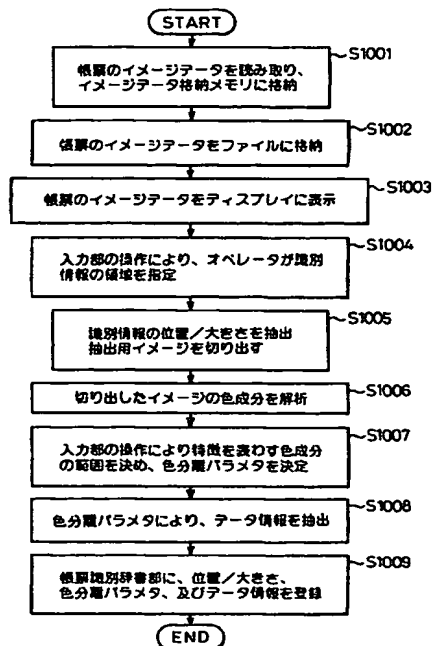 START
S1001
帳票のイメージデータを読み取り、
イメージデータ格納メモリに格納
S1002
帳票のイメージデータをファイルに格納
S1003
帳票のイメージデータをディスプレイに表示
S1004
入力部の操作により、オペレータが識別
情報の領域を指定
S1005
識別情報の位置/大きさを抽出
抽出用イメージを切り出す
S1006
切り出したイメージの色成分を解析
S1007
入力部の操作により特徴を表わす色成分
の範囲を決め、色分離パラメタを決定
S1008
色分離パラメタにより、データ情報を抽出
S1009
帳票識別辞書部に、位置/大きさ、
色分離パラメタ、及びデータ情報を登録
END